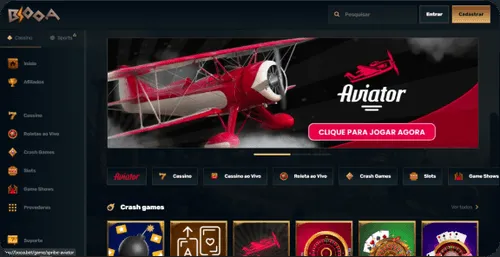 Pesquisar
Entrar
Cadastrar
Cassino
Sports
Início
Afiliados
Aviator
CLIQUE PARA JOGAR AGORA
Cassino
Roleta ao Vivo
Crash Games
Slots
Game Shows
Provedores
Suporte
Aviator
Cassino
Cassino ao Vivo
Roleta ao Vivo
Crash Games
Slots
Game Shows
Crash games
Ver todos